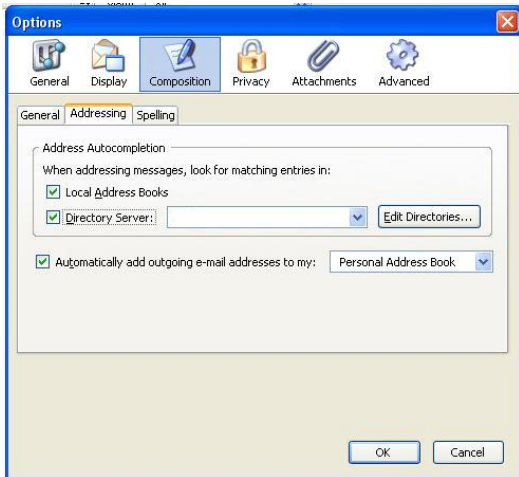 Options
General Display Composition Privacy Attachments Advanced
General Addressing Spelling
Address Autocompletion
When addressing messages, look for matching entries in:
Local Address Books
Directory Server: Edit Directories...
Automatically add outgoing e-mail addresses to my: Personal Address Book
OK Cancel